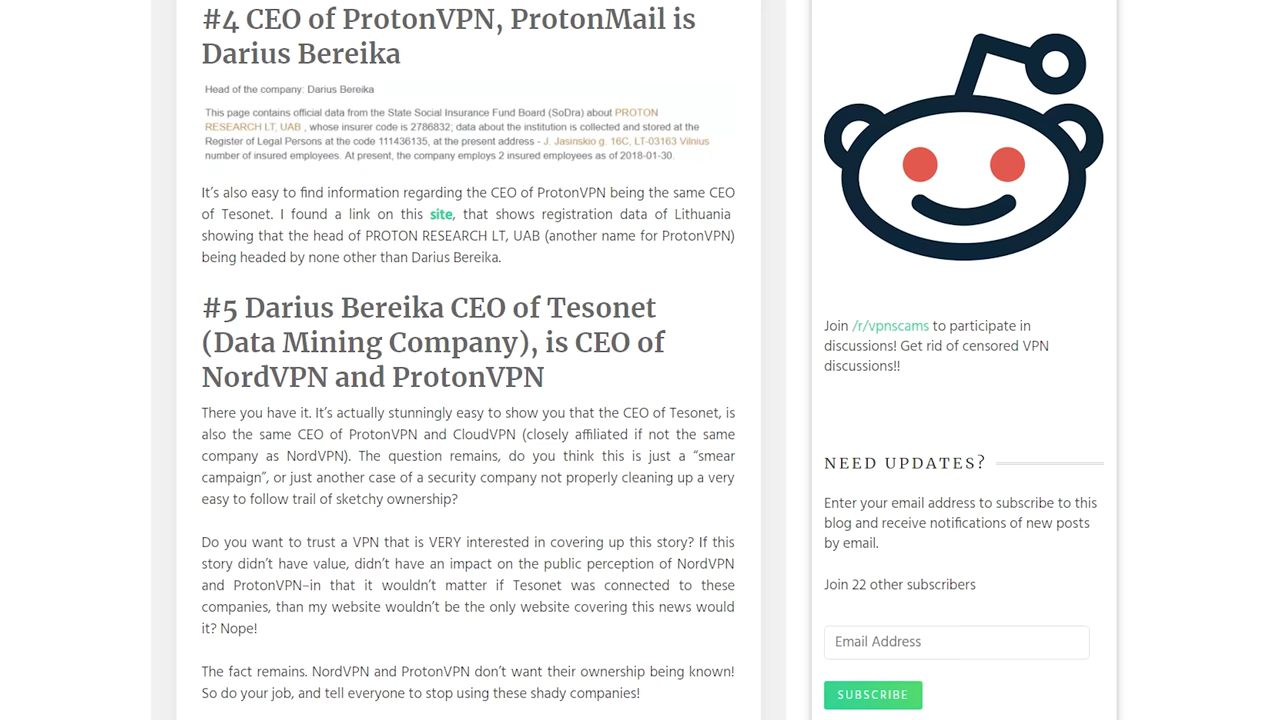 #4 CEO of ProtonVPN, ProtonMail is
Darius Bereika
Head of the company: Darius Bereika
This page contains official data from the State Social Insurance Fund Board (SoDra) about PROTON
RESEARCH LT, UAB , whose insurer code is 2786832; data about the institution is collected and stored at the
Register of Legal Persons at the code 111436135, at the present address - J. Jasinskio g. 16C, LT-03163 Vilnius
number of insured employees. At present, the company employs 2 insured employees as of 2018-01-30.
It's also easy to find information regarding the CEO of ProtonVPN being the same CEO
of Tesonet. I found a link on this site, that shows registration data of Lithuania
showing that the head of PROTON RESEARCH LT, UAB (another name for ProtonVPN)
being headed by none other than Darius Bereika.
#5 Darius Bereika CEO of Tesonet
(Data Mining Company), is CEO of
NordVPN and ProtonVPN
There you have it. It's actually stunningly easy to show you that the CEO of Tesonet, is
also the same CEO of ProtonVPN and CloudVPN (closely affiliated if not the same
company as NordVPN). The question remains, do you think this is just a “smear
campaign”, or just another case of a security company not properly cleaning up a very
easy to follow trail of sketchy ownership?
Do you want to trust a VPN that is VERY interested in covering up this story? If this
story didn't have value, didn't have an impact on the public perception of NordVPN
and ProtonVPN–in that it wouldn't matter if Tesonet was connected to these
companies, than my website wouldn't be the only website covering this news would
it? Nope!
The fact remains. NordVPN and ProtonVPN don't want their ownership being known!
So do your job, and tell everyone to stop using these shady companies!
Join /r/vpnscams to participate in
discussions! Get rid of censored VPN
discussions!!
NEED UPDATES?
Enter your email address to subscribe to this
blog and receive notifications of new posts
by email.
Join 22 other subscribers
Email Address
SUBSCRIBE